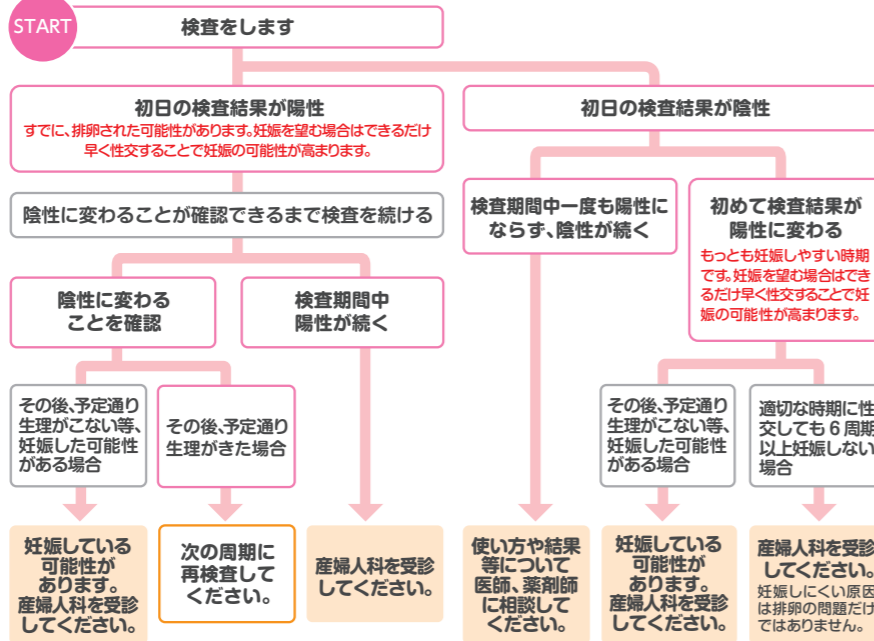 START
検査をします
初日の検査結果が陽性
すでに、排卵された可能性があります。妊娠を望む場合はできるだけ
早く性交することで妊娠の可能性が高まります。
初日の検査結果が陰性
陰性に変わることが確認できるまで検査を続ける
検査期間中一度も陽性に
ならず、陰性が続く
初めて検査結果が
陽性に変わる
もっとも妊娠しやすい時期
です。妊娠を望む場合はでき
るだけ早く性交することで妊
娠の可能性が高まります。
陰性に変わる
ことを確認
検査期間中
陽性が続く
その後、予定通り
生理がこない等、
妊娠した可能性
がある場合
その後、予定通り
生理がきた場合
その後、予定通り
生理がこない等、
妊娠した可能性
がある場合
適切な時期に性
交しても6周期
以上妊娠しない
場合
妊娠している
可能性が
あります。
産婦人科を受診
してください。
次の周期に
再検査して
ください。
産婦人科を受診
してください。
使い方や結果
等について
医師、薬剤師
に相談して
ください。
妊娠している
可能性が
あります。
産婦人科を受診
してください。
産婦人科を受診
してください。
妊娠しにくい原因
は排卵の問題だけ
ではありません。